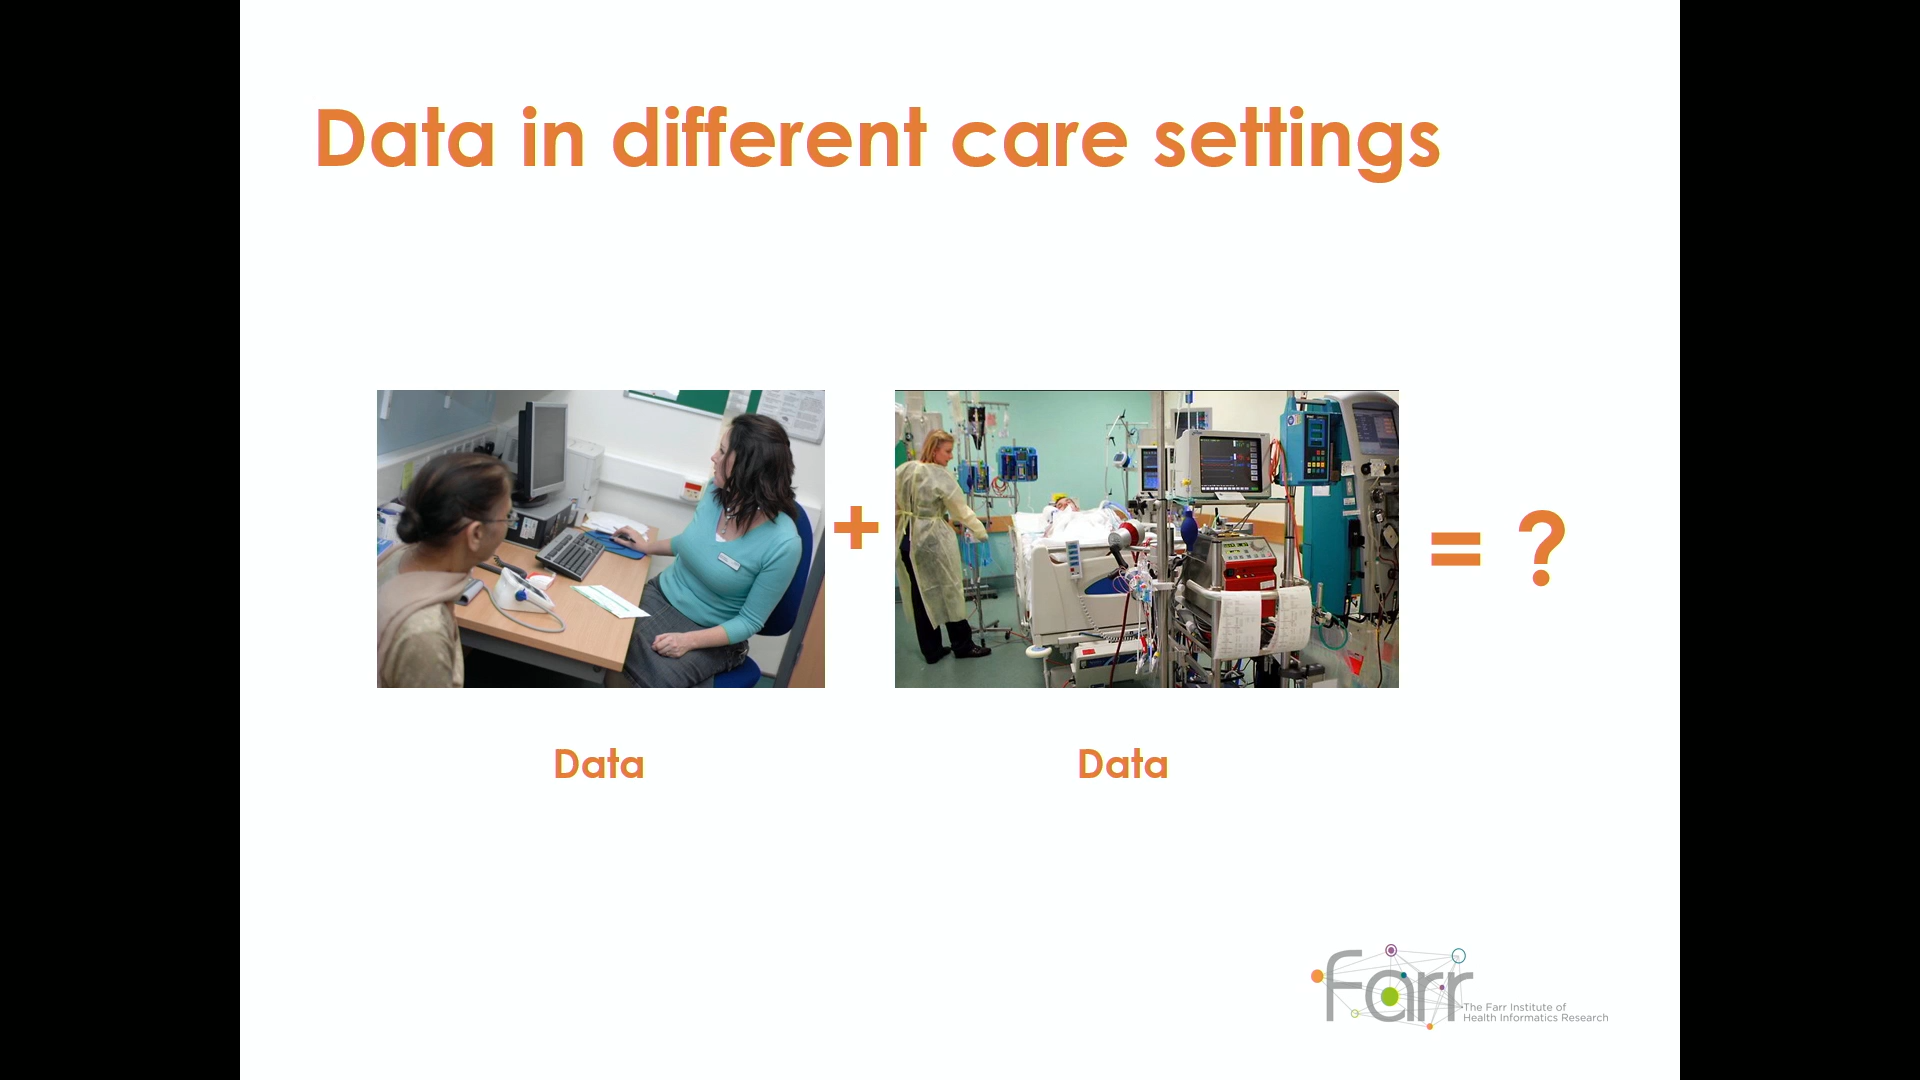 Data in different care settings
+
= ?
Data
Data
Farr
The Farr Institute of
Health Informatics Research